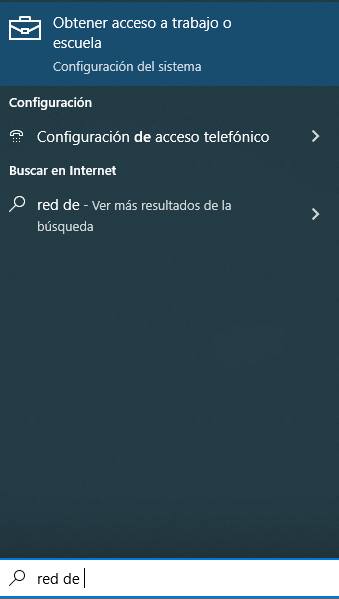 Obtener acceso a trabajo o
escuela
Configuración del sistema
Configuración
Configuración de acceso telefónico
Buscar en Internet
red de - Ver más resultados de la
búsqueda
red de